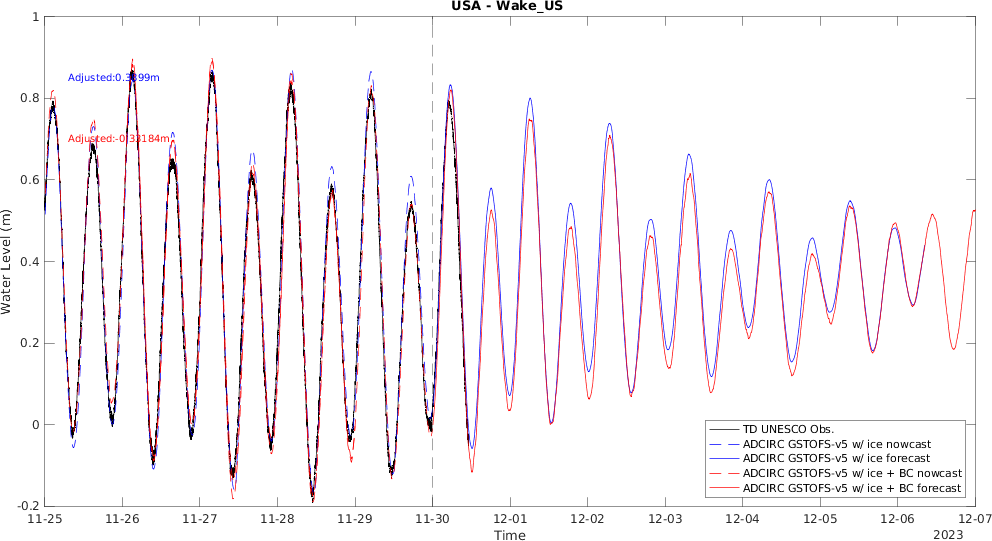 USA - Wake_US
1
0.8
0.6
0.4
0.2
0
-0.2
Water Level (m)
Adjusted:0.3399m
Adjusted:-0.33184m
TD UNESCO Obs.
ADCIRC GSTOFS-v5 w/ ice nowcast
ADCIRC GSTOFS-v5 w/ ice forecast
ADCIRC GSTOFS-v5 w/ ice + BC nowcast
ADCIRC GSTOFS-v5 w/ ice + BC forecast
11-25 11-26 11-27 11-28 11-29 11-30 12-01 12-02 12-03 12-04 12-05 12-06 12-07
Time
2023